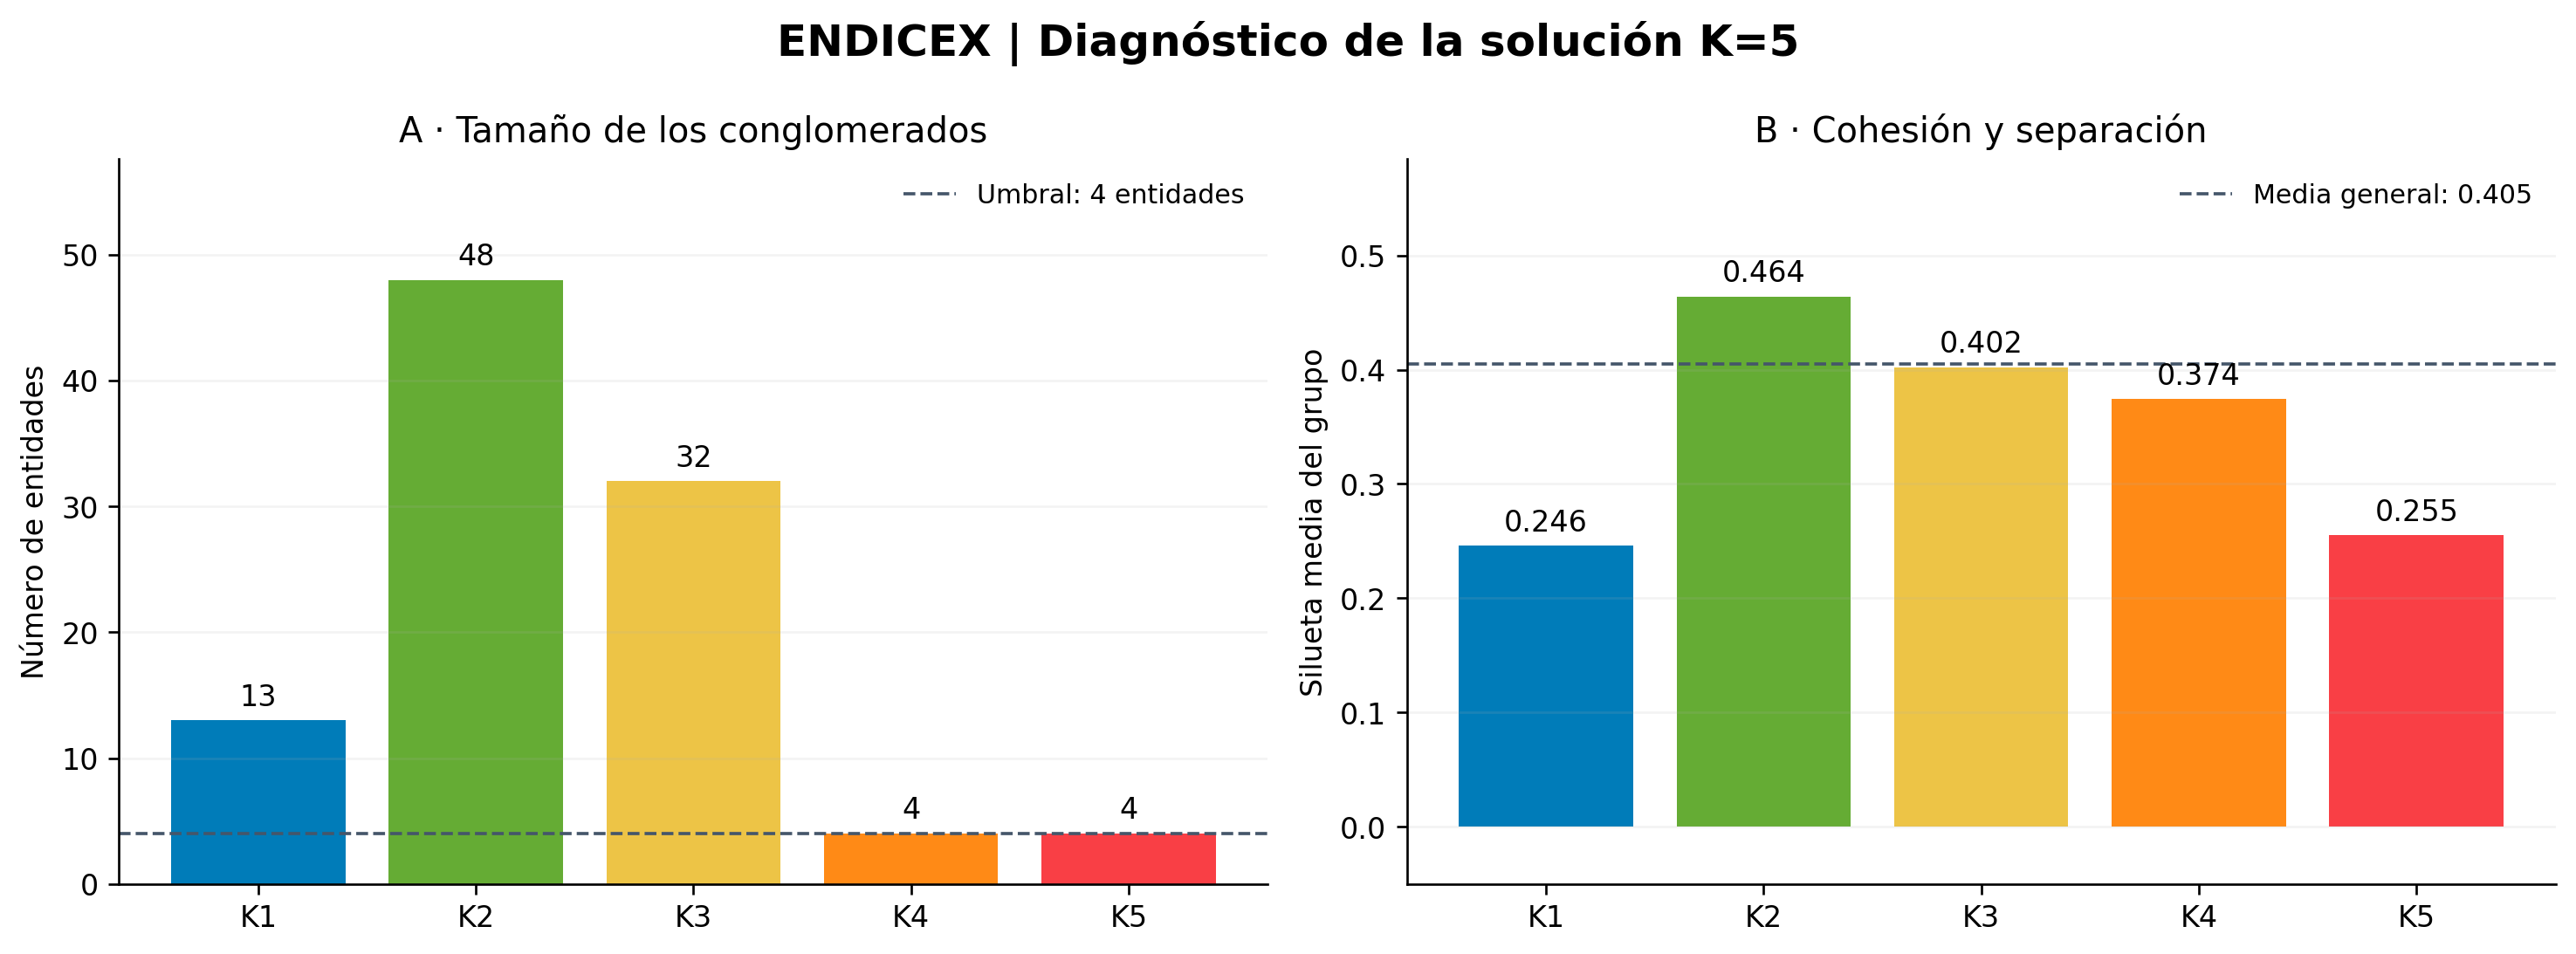 ENDICEX | Diagnóstico de la solución K=5
A · Tamaño de los conglomerados
Umbral: 4 entidades
Número de entidades
50
40
30
20
10
0
13
48
32
4
4
K1
K2
K3
K4
K5
B · Cohesión y separación
Media general: 0.405
Silueta media del grupo
0.5
0.4
0.3
0.2
0.1
0.0
0.246
0.464
0.402
0.374
0.255
K1
K2
K3
K4
K5